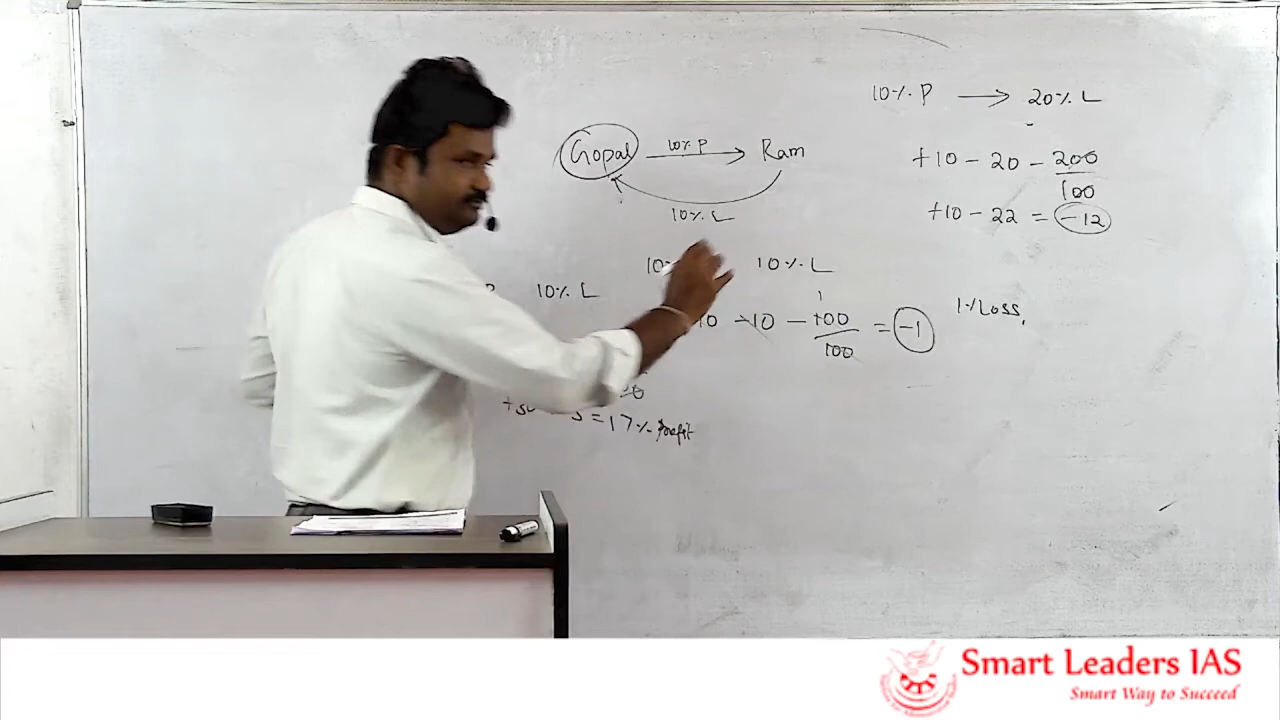 10% P → 20% L
Gopal 10% P → Ram
+10 - 20 - 200/100
10% L
+10 - 22 = -12
10% 10% L
P 10% L
10 - 10 - 100/100 = -1 1% Loss.
= 17% profit
Smart Leaders IAS
Smart Way to Succeed